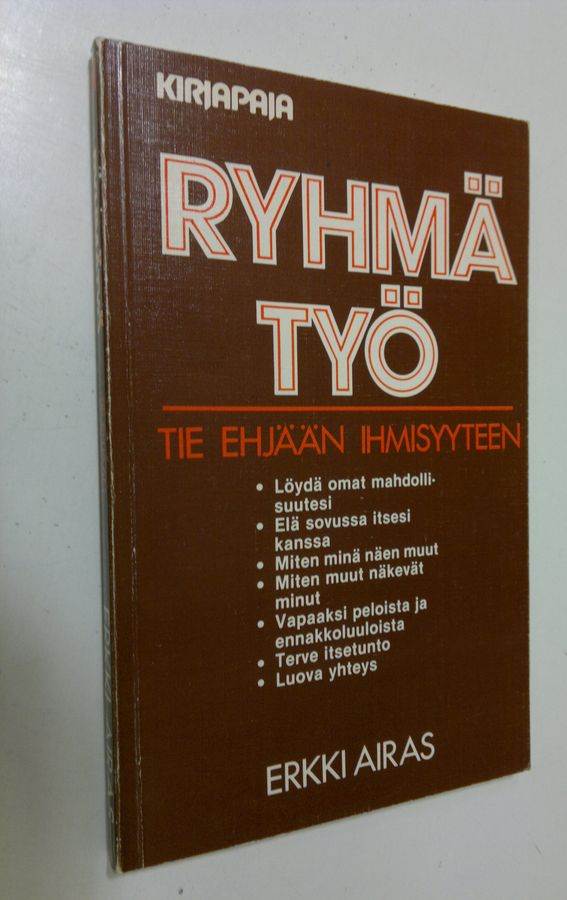 KIRJAPAJA
RYHMÄ
TYÖ
TIE EHJÄÄN IHMISYYTEEN
• Löydä omat mahdolli-
suutesi
• Elä sovussa itsesi
kanssa
• Miten minä näen muut
• Miten muut näkevät
minut
• Vapaaksi peloista ja
ennakkoluuloista
• Terve itsetunto
• Luova yhteys
ERKKI AIRAS